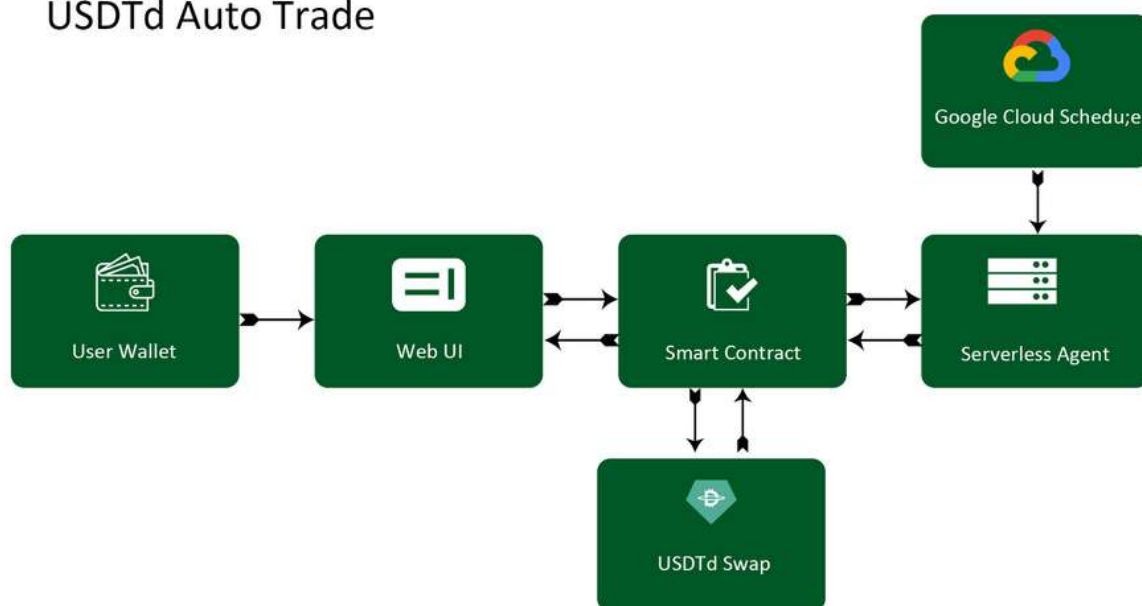 USDTd Auto Trade
Google Cloud Schedu;e
User Wallet
Web UI
Smart Contract
Serverless Agent
USDTd Swap